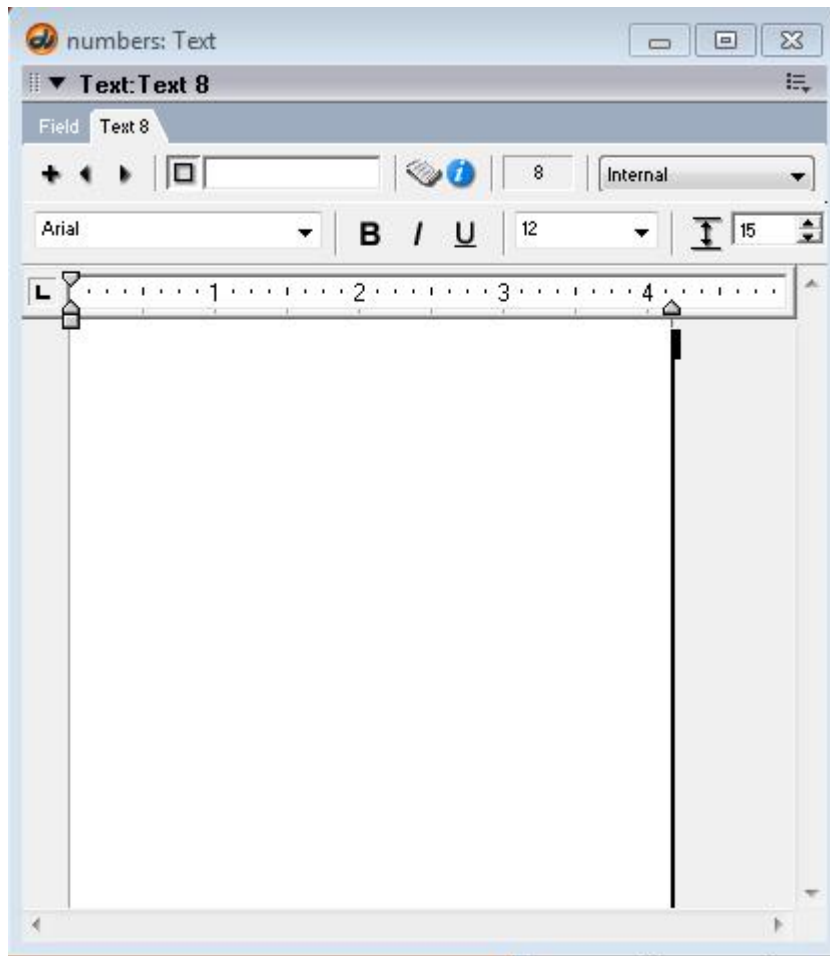 numbers: Text
Text:Text 8
Field Text 8
8 Internal
Arial B I U 12 15
L 1 2 3 4